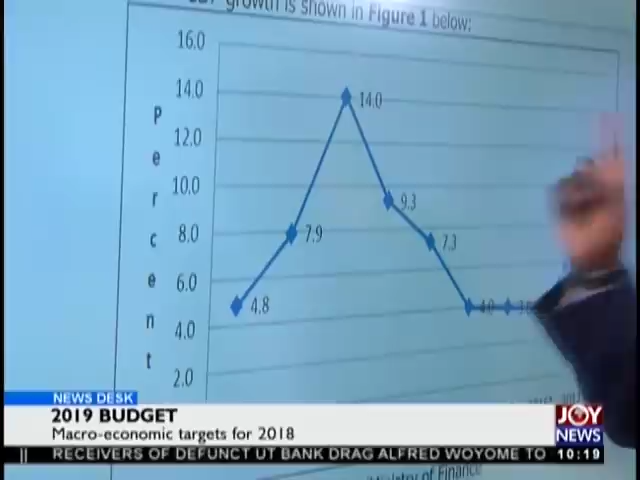 growth is shown in Figure 1 below:
16.0
14.0
12.0
10.0
8.0
6.0
4.0
2.0
Percent
4.8
7.9
14.0
9.3
7.3
4.0
NEWS DESK
2019 BUDGET
Macro-economic targets for 2018
JOY
NEWS
RECEIVERS OF DEFUNCT UT BANK DRAG ALFRED WOYOME TO
10:19
Ministry of Finance